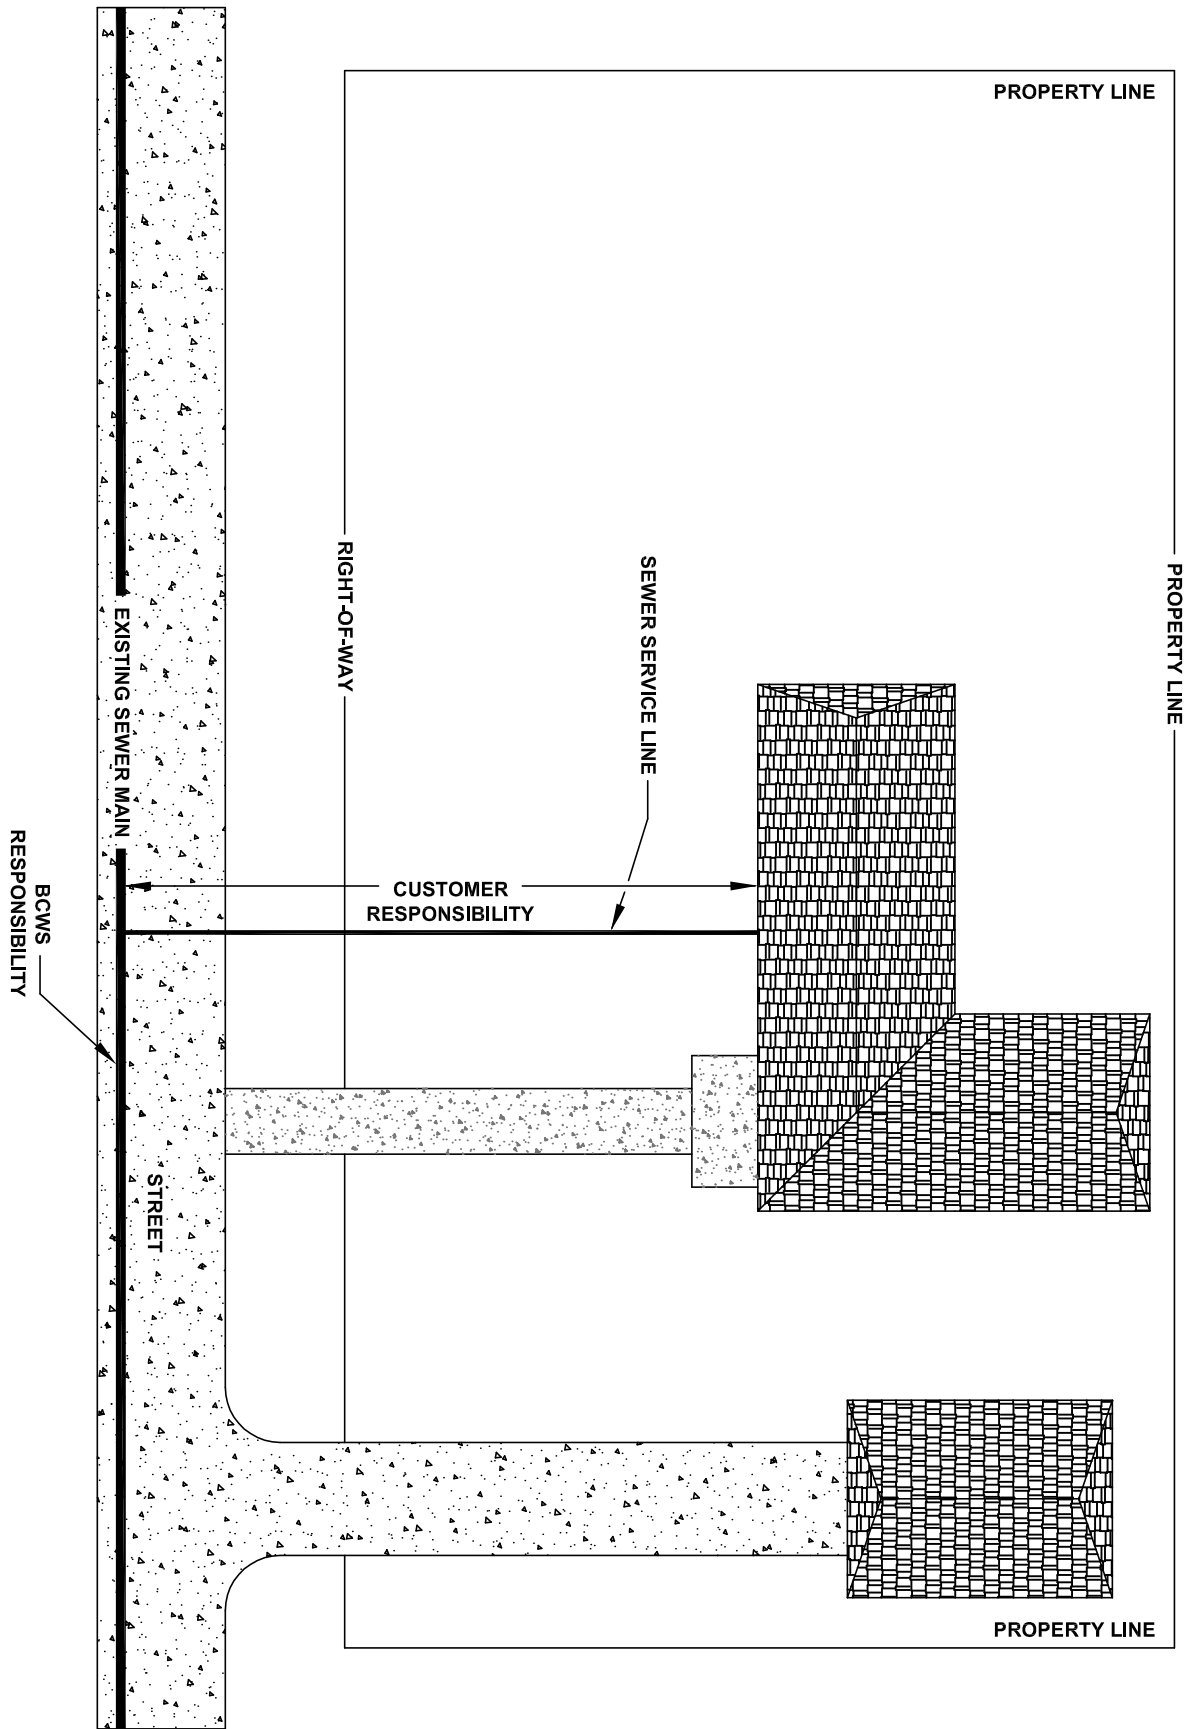 PROPERTY LINE
PROPERTY LINE
RIGHT-OF-WAY
SEWER SERVICE LINE
EXISTING SEWER MAIN
CUSTOMER
RESPONSIBILITY
BCWS
RESPONSIBILITY
STREET
PROPERTY LINE